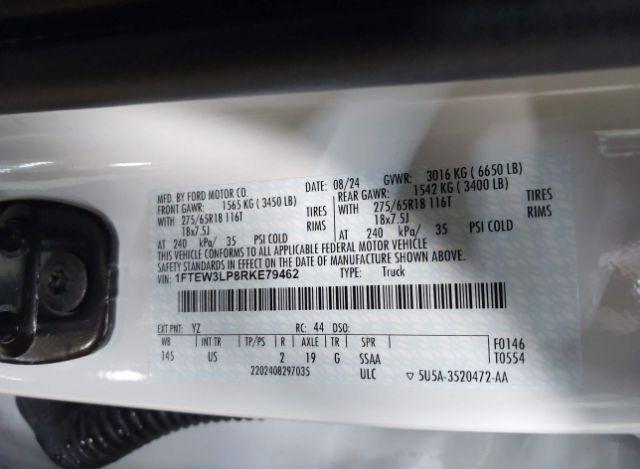 MFD. BY FORD MOTOR CO. DATE: 08/24 GVWR: 3016 KG ( 6650 LB)
FRONT GAWR: 1565 KG ( 3450 LB) REAR GAWR: 1542 KG ( 3400 LB)
WITH 275/65R18 116T TIRES WITH 275/65R18 116T TIRES
18x7.5J RIMS 18x7.5J RIMS
AT 240 kPa/ 35 PSI COLD AT 240 kPa/ 35 PSI COLD
THIS VEHICLE CONFORMS TO ALL APPLICABLE FEDERAL MOTOR VEHICLE
SAFETY STANDARDS IN EFFECT ON THE DATE OF MANUFACTURE SHOWN ABOVE.
VIN: 1FTEW3LP8RKE79462 TYPE: Truck
EXT PNT: YZ RC: 44 DSO: F0146
WB INT TR TP/PS R AXLE TR SPR T0554
145 US 2 19 G SSAA
220240829703S ULC 5U5A-3520472-AA